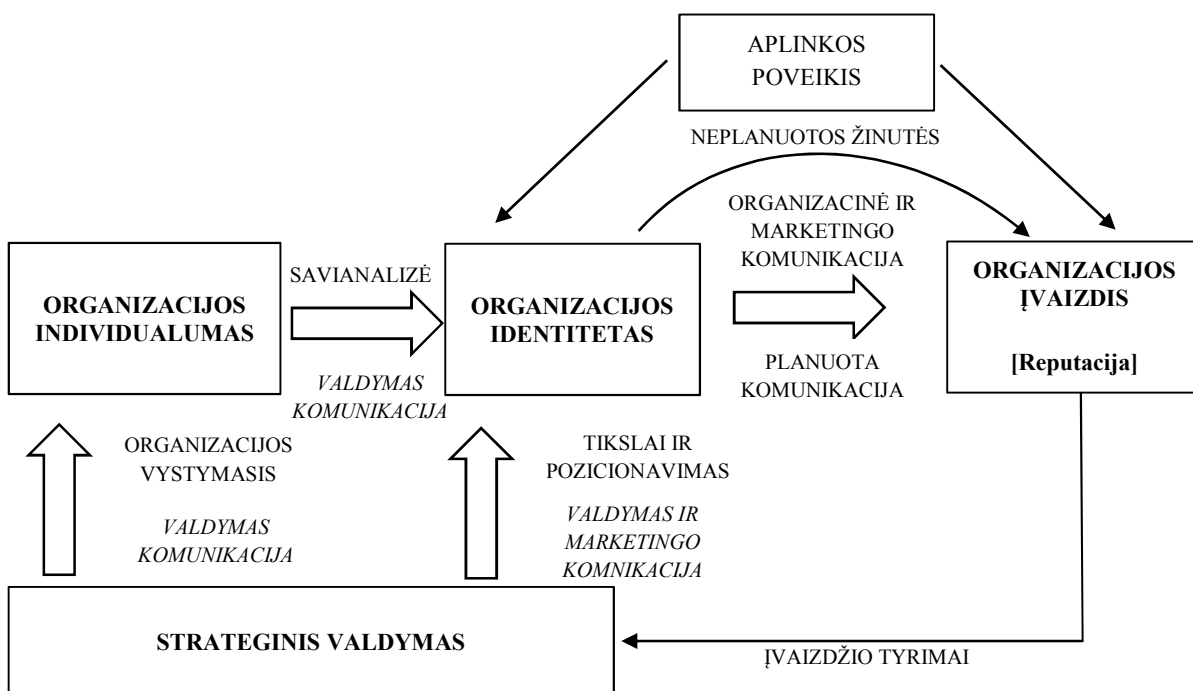 APLINKOS
POVEIKIS
NEPLANUOTOS ŽINUTĖS
ORGANIZACINĖ IR
MARKETINGO
KOMUNIKACIJA
ORGANIZACIJOS
INDIVIDUALUMAS
SAVIANALIZĖ
VALDYMAS
KOMUNIKACIJA
ORGANIZACIJOS
IDENTITETAS
PLANUOTA
KOMUNIKACIJA
ORGANIZACIJOS
ĮVAIZDIS
[Reputacija]
ORGANIZACIJOS
VYSTYMASIS
VALDYMAS
KOMUNIKACIJA
TIKSLAI IR
POZICIONAVIMAS
VALDYMAS IR
MARKETINGO
KOMNIKACIJA
STRATEGINIS VALDYMAS
ĮVAIZDŽIO TYRIMAI